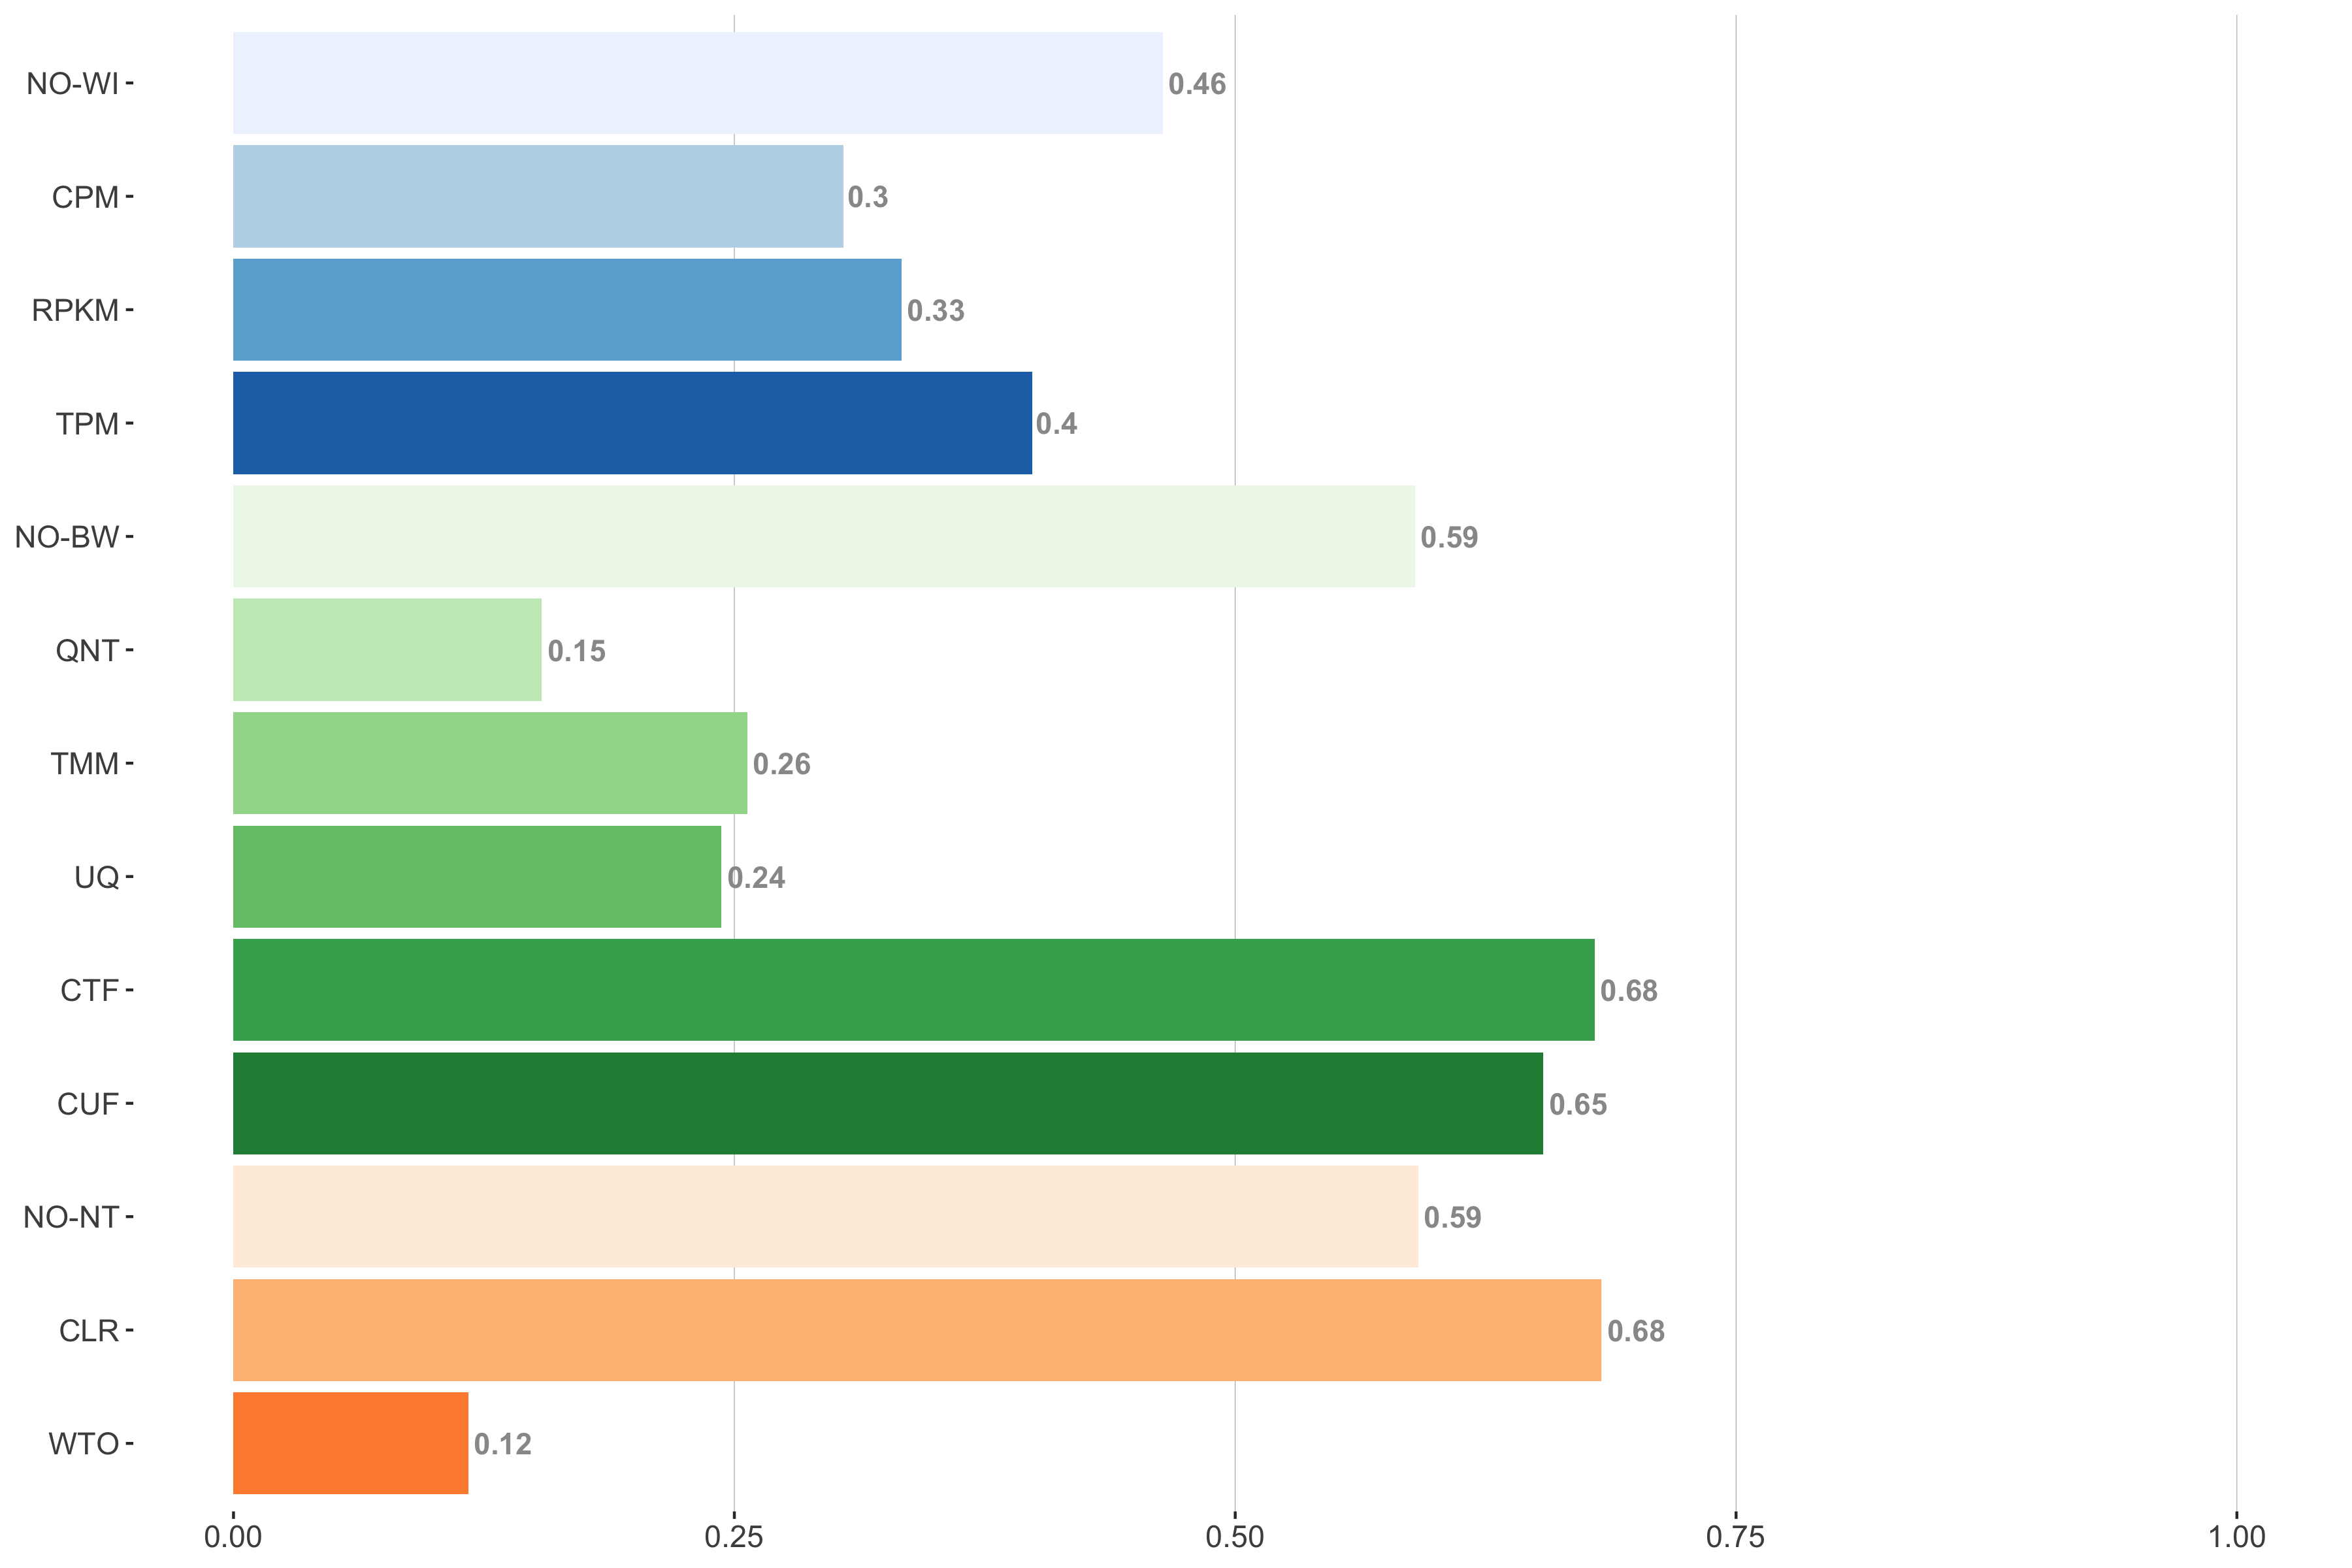 NO-WI 0.46
CPM 0.3
RPKM 0.33
TPM 0.4
NO-BW 0.59
QNT 0.15
TMM 0.26
UQ 0.24
CTF 0.68
CUF 0.65
NO-NT 0.59
CLR 0.68
WTO 0.12
0.00 0.25 0.50 0.75 1.00